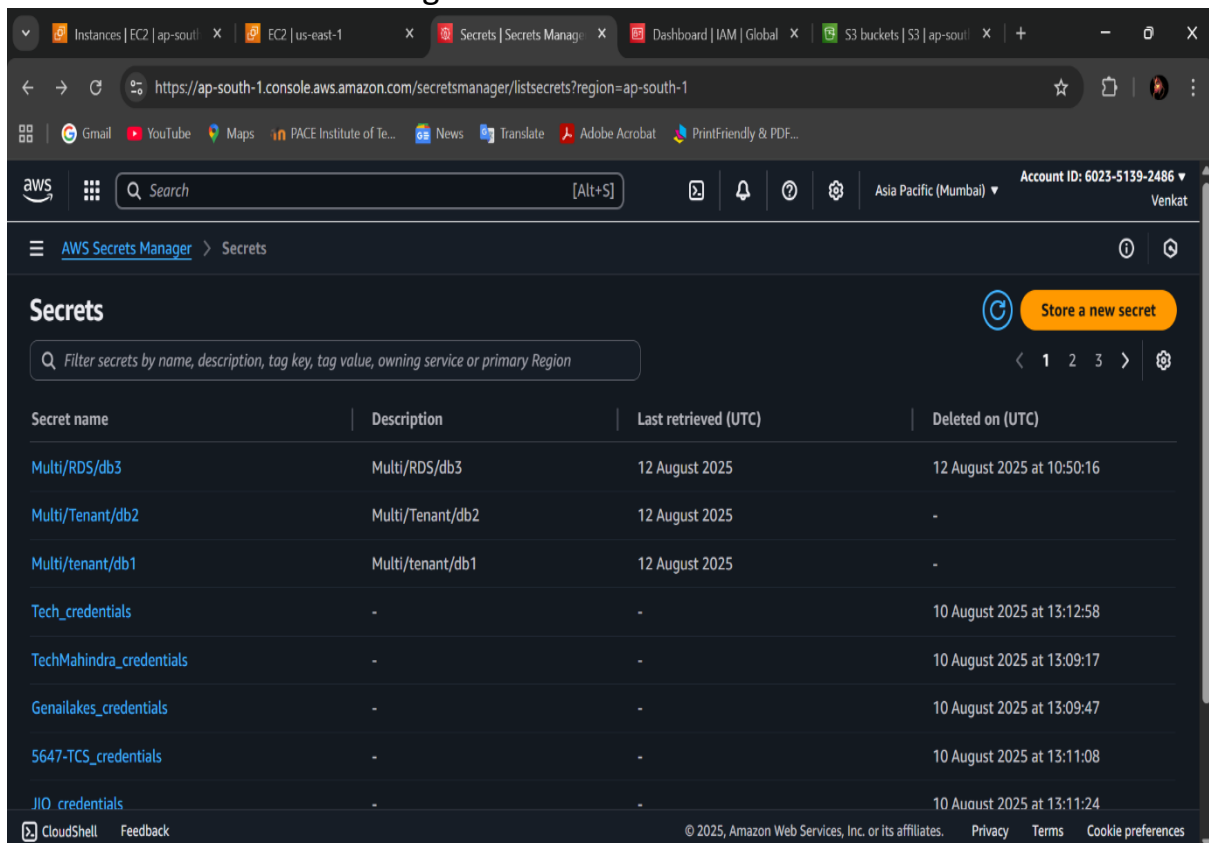 Instances | EC2 | ap-south
EC2 | us-east-1
Secrets | Secrets Manage
Dashboard | IAM | Global
S3 buckets | S3 | ap-sout
https://ap-south-1.console.aws.amazon.com/secretsmanager/listsecrets?region=ap-south-1
Gmail YouTube Maps PACE Institute of Te... News Translate Adobe Acrobat PrintFriendly & PDF...
aws Search [Alt+S] Asia Pacific (Mumbai) ▼ Account ID: 6023-5139-2486 ▼
Venkat
AWS Secrets Manager > Secrets
Secrets Store a new secret
Filter secrets by name, description, tag key, tag value, owning service or primary Region < 1 2 3 >
Secret name Description Last retrieved (UTC) Deleted on (UTC)
Multi/RDS/db3 Multi/RDS/db3 12 August 2025 12 August 2025 at 10:50:16
Multi/Tenant/db2 Multi/Tenant/db2 12 August 2025 -
Multi/tenant/db1 Multi/tenant/db1 12 August 2025 -
Tech_credentials - - 10 August 2025 at 13:12:58
TechMahindra_credentials - - 10 August 2025 at 13:09:17
Genailakes_credentials - - 10 August 2025 at 13:09:47
5647-TCS_credentials - - 10 August 2025 at 13:11:08
JIO_credentials - - 10 August 2025 at 13:11:24
CloudShell Feedback © 2025, Amazon Web Services, Inc. or its affiliates. Privacy Terms Cookie preferences